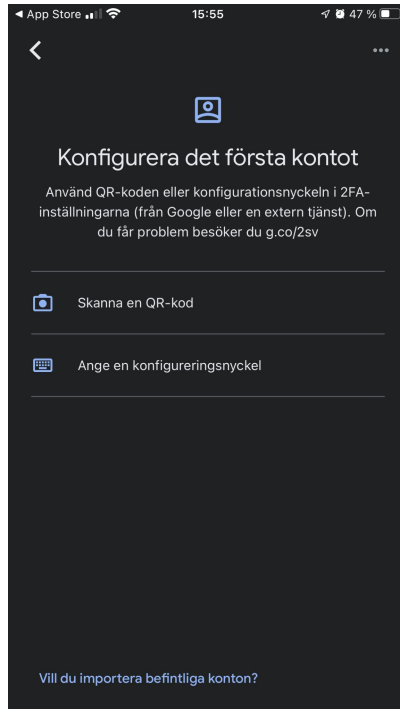 App Store
15:55
47 %
Konfigurera det första kontot
Använd QR-koden eller konfigurationsnyckeln i 2FA-
inställningarna (från Google eller en extern tjänst). Om
du får problem besöker du g.co/2sv
Skanna en QR-kod
Ange en konfigureringsnyckel
Vill du importera befintliga konton?